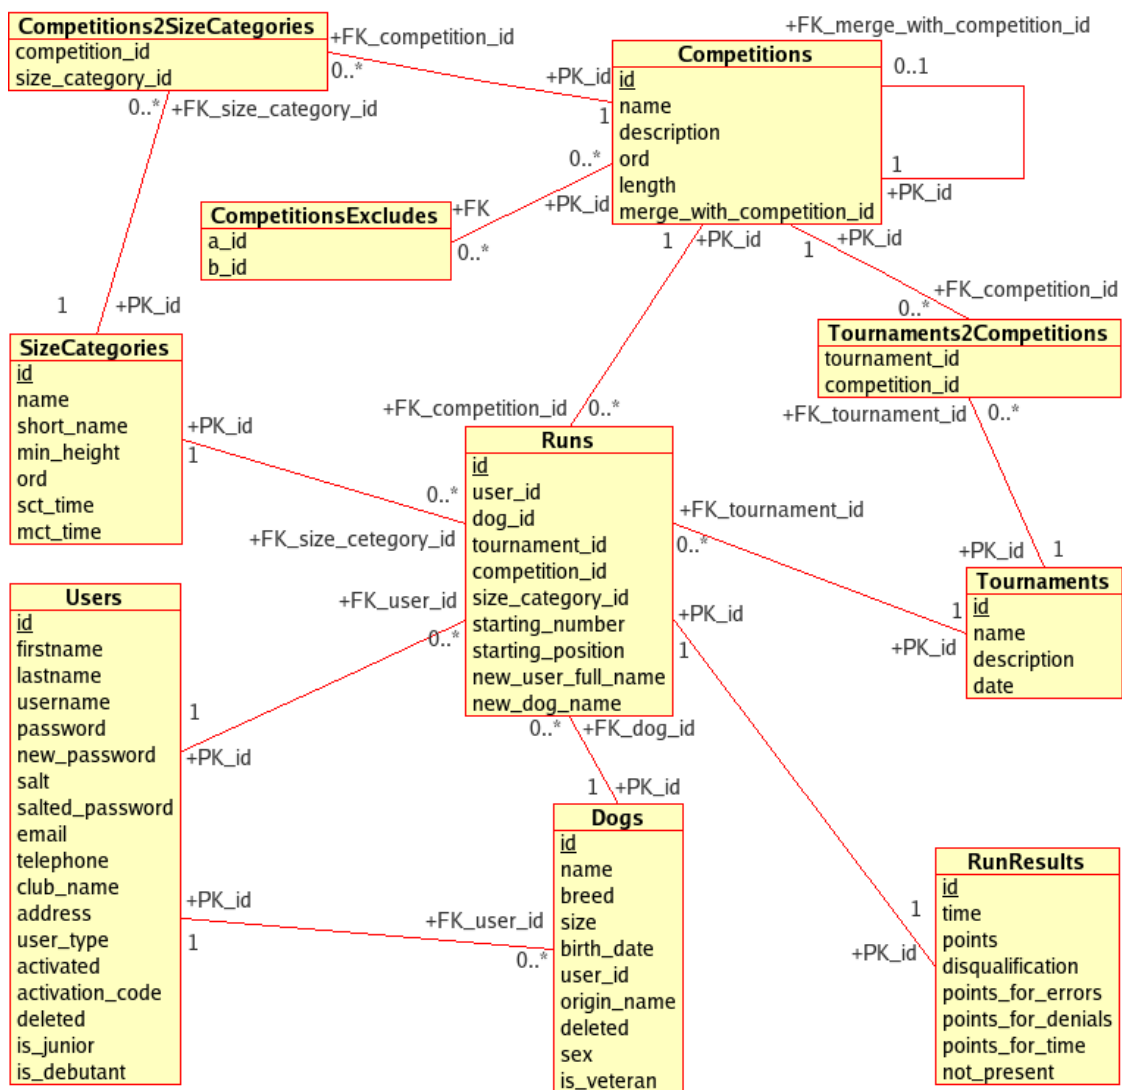 Competitions2SizeCategories
competition_id
size_category_id
+FK_competition_id
0..*
+PK_id
1
0..*
+FK_size_category_id
+FK_merge_with_competition_id
Competitions
id
name
description
ord
length
merge_with_competition_id
0..1
1
+PK_id
0..*
+PK_id
CompetitionsExcludes
a_id
b_id
+FK
0..*
1
+PK_id
+PK_id
1
+FK_competition_id
0..*
Tournaments2Competitions
tournament_id
competition_id
+FK_tournament_id
0..*
1
+PK_id
SizeCategories
id
name
short_name
min_height
ord
sct_time
mct_time
+PK_id
1
0..*
+FK_size_cetegory_id
+FK_competition_id
0..*
Runs
id
user_id
dog_id
tournament_id
competition_id
size_category_id
starting_number
starting_position
new_user_full_name
new_dog_name
+FK_tournament_id
0..*
+PK_id
1
1
+PK_id
+PK_id
1
Tournaments
id
name
description
date
Users
id
firstname
lastname
username
password
new_password
salt
salted_password
email
telephone
club_name
address
user_type
activated
activation_code
deleted
is_junior
is_debutant
+FK_user_id
0..*
1
+PK_id
0..*
+FK_dog_id
1
+PK_id
+PK_id
1
+FK_user_id
0..*
Dogs
id
name
breed
size
birth_date
user_id
origin_name
deleted
sex
is_veteran
1
+PK_id
RunResults
id
time
points
disqualification
points_for_errors
points_for_denials
points_for_time
not_present